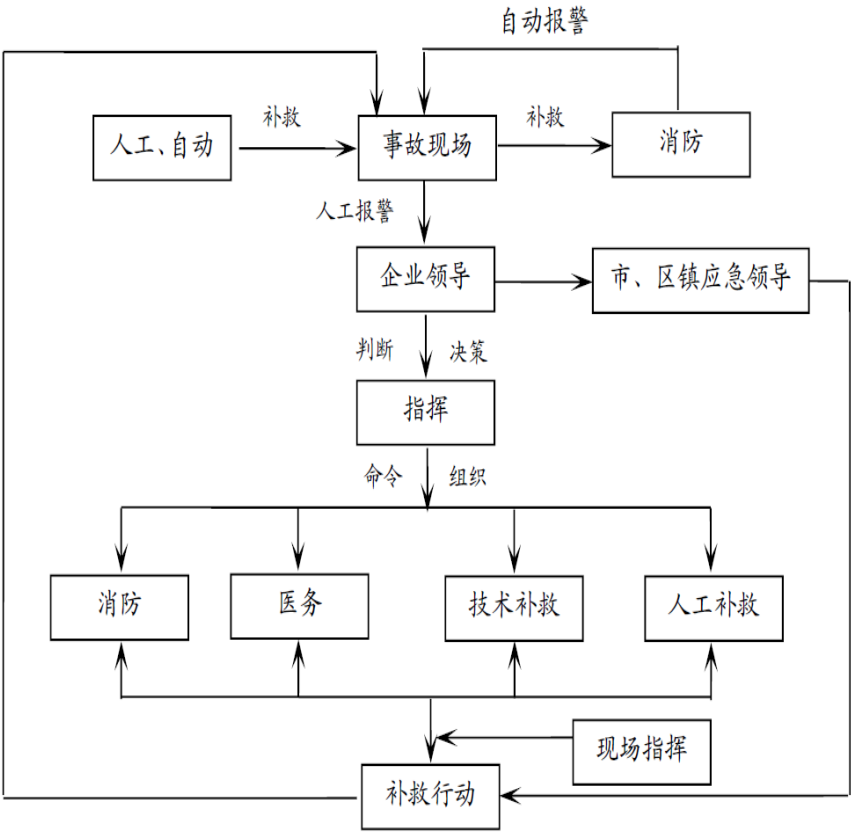 自动报警
补救
补救
人工、自动
事故现场
消防
人工报警
企业领导
市、区镇应急领导
判断
决策
指挥
命令
组织
消防
医务
技术补救
人工补救
现场指挥
补救行动